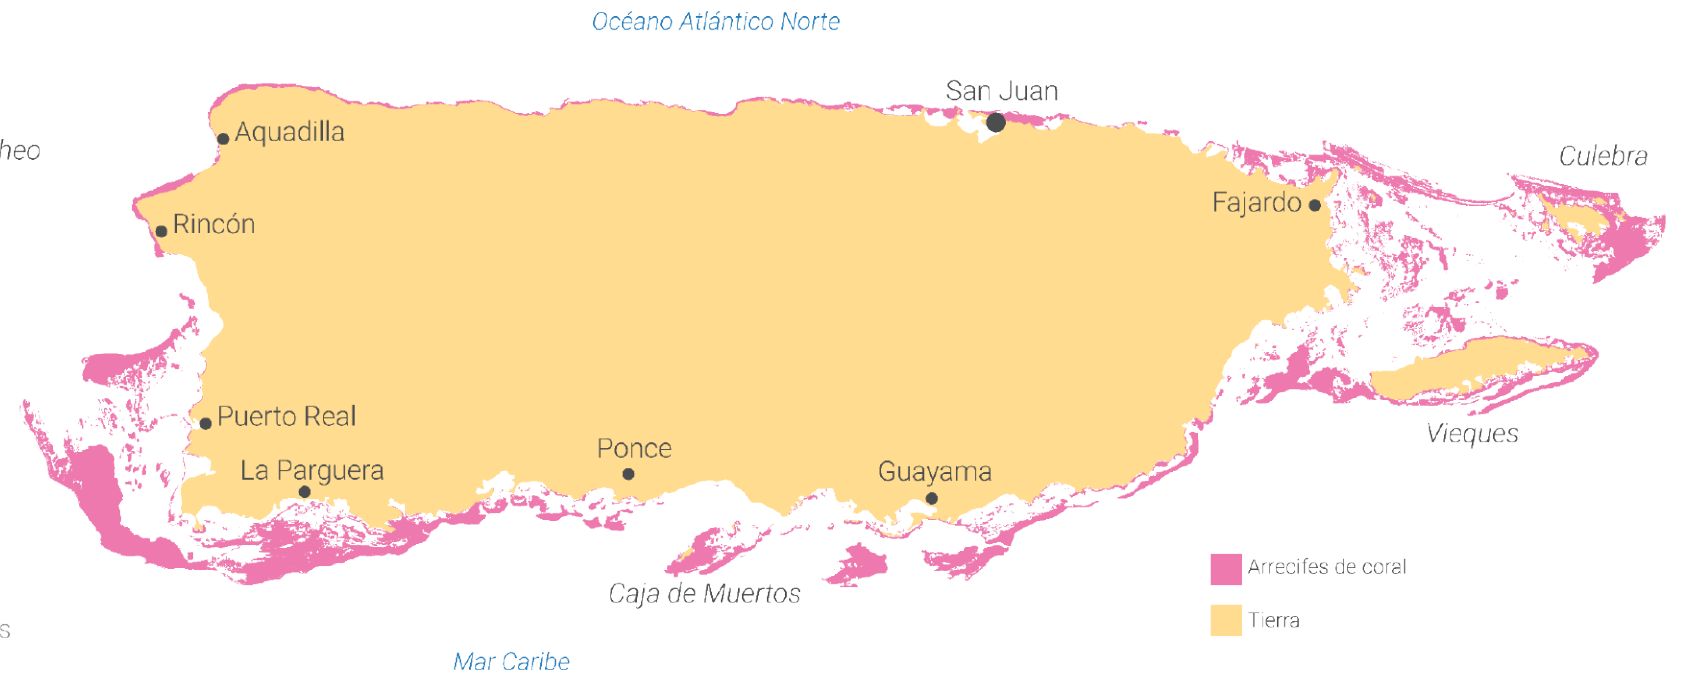 Océano Atlántico Norte
San Juan
Aquadilla
heo
Culebra
Fajardo
Rincón
Puerto Real
Vieques
Ponce
La Parguera
Guayama
Arrecifes de coral
Caja de Muertos
Tierra
s
Mar Caribe